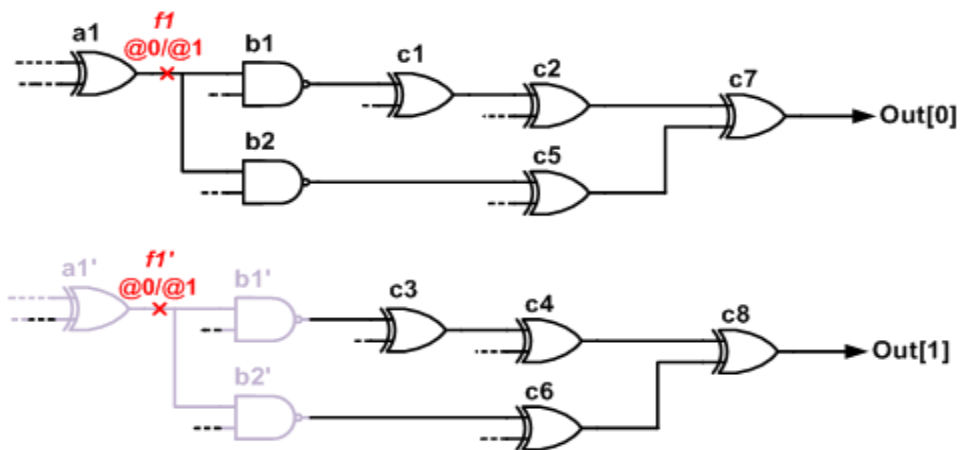 f1
a1
@0/@1
b1
c1
c2
c7
Out[0]
b2
c5
f1'
a1'
@0/@1
b1'
c3
c4
c8
Out[1]
b2'
c6